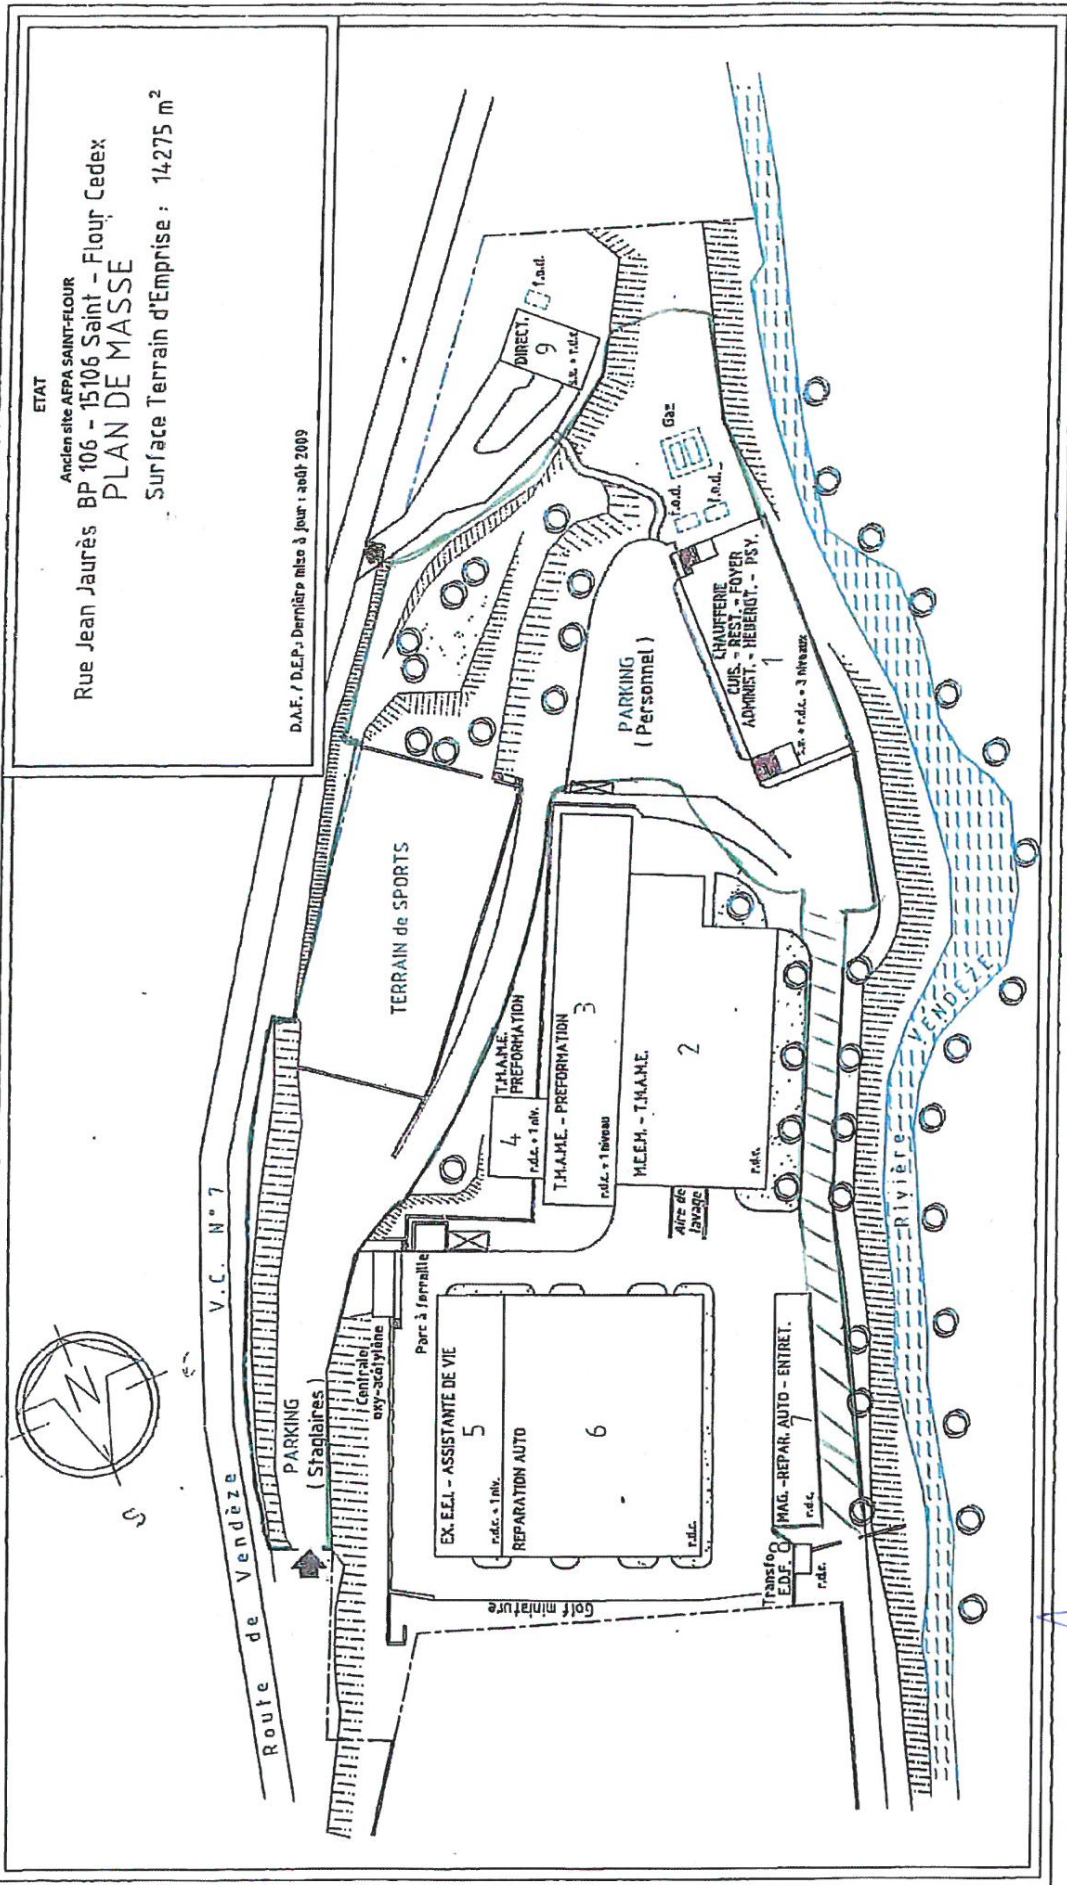 ETAT
Ancien site AFPA SAINT-FLOUR
Rue Jean Jaurès BP 106 - 15106 Saint - Flour Cedex
PLAN DE MASSE
Surface Terrain d'Emprise : 14275 m²
D.A.F. / D.E.P.: Dernière mise à jour : août 2009
N
S
Route de Vendèze
V.C. N° 7
PARKING
( Stagiaires )
TERRAIN de SPORTS
DIRECT.
9
s.s. + r.d.c.
f.o.d.
Gaz
f.o.d.
f.o.d.
Centrale
oxy-acétylène
Parc à ferraille
T.M.A.M.E.
PREFORMATION
4
r.d.c. + 1 niv.
T.M.A.M.E. - PREFORMATION
3
r.d.c. + 1 niveau
PARKING
( Personnel )
CHAUFFERIE
CUIS. - REST. - FOYER
ADMINIST. - HEBERGT. - PSY.
1
s.s. + r.d.c. + 3 niveaux
M.E.E.M. - T.M.A.M.E.
2
r.d.c.
Aire de
lavage
EX. E.E.I. - ASSISTANTE DE VIE
5
r.d.c. + 1 niv.
REPARATION AUTO
6
r.d.c.
Golf miniature
MAG. - REPAR. AUTO - ENTRET.
7
r.d.c.
Transfo
E.D.F. 8
r.d.c.
Rivière VENDEZE